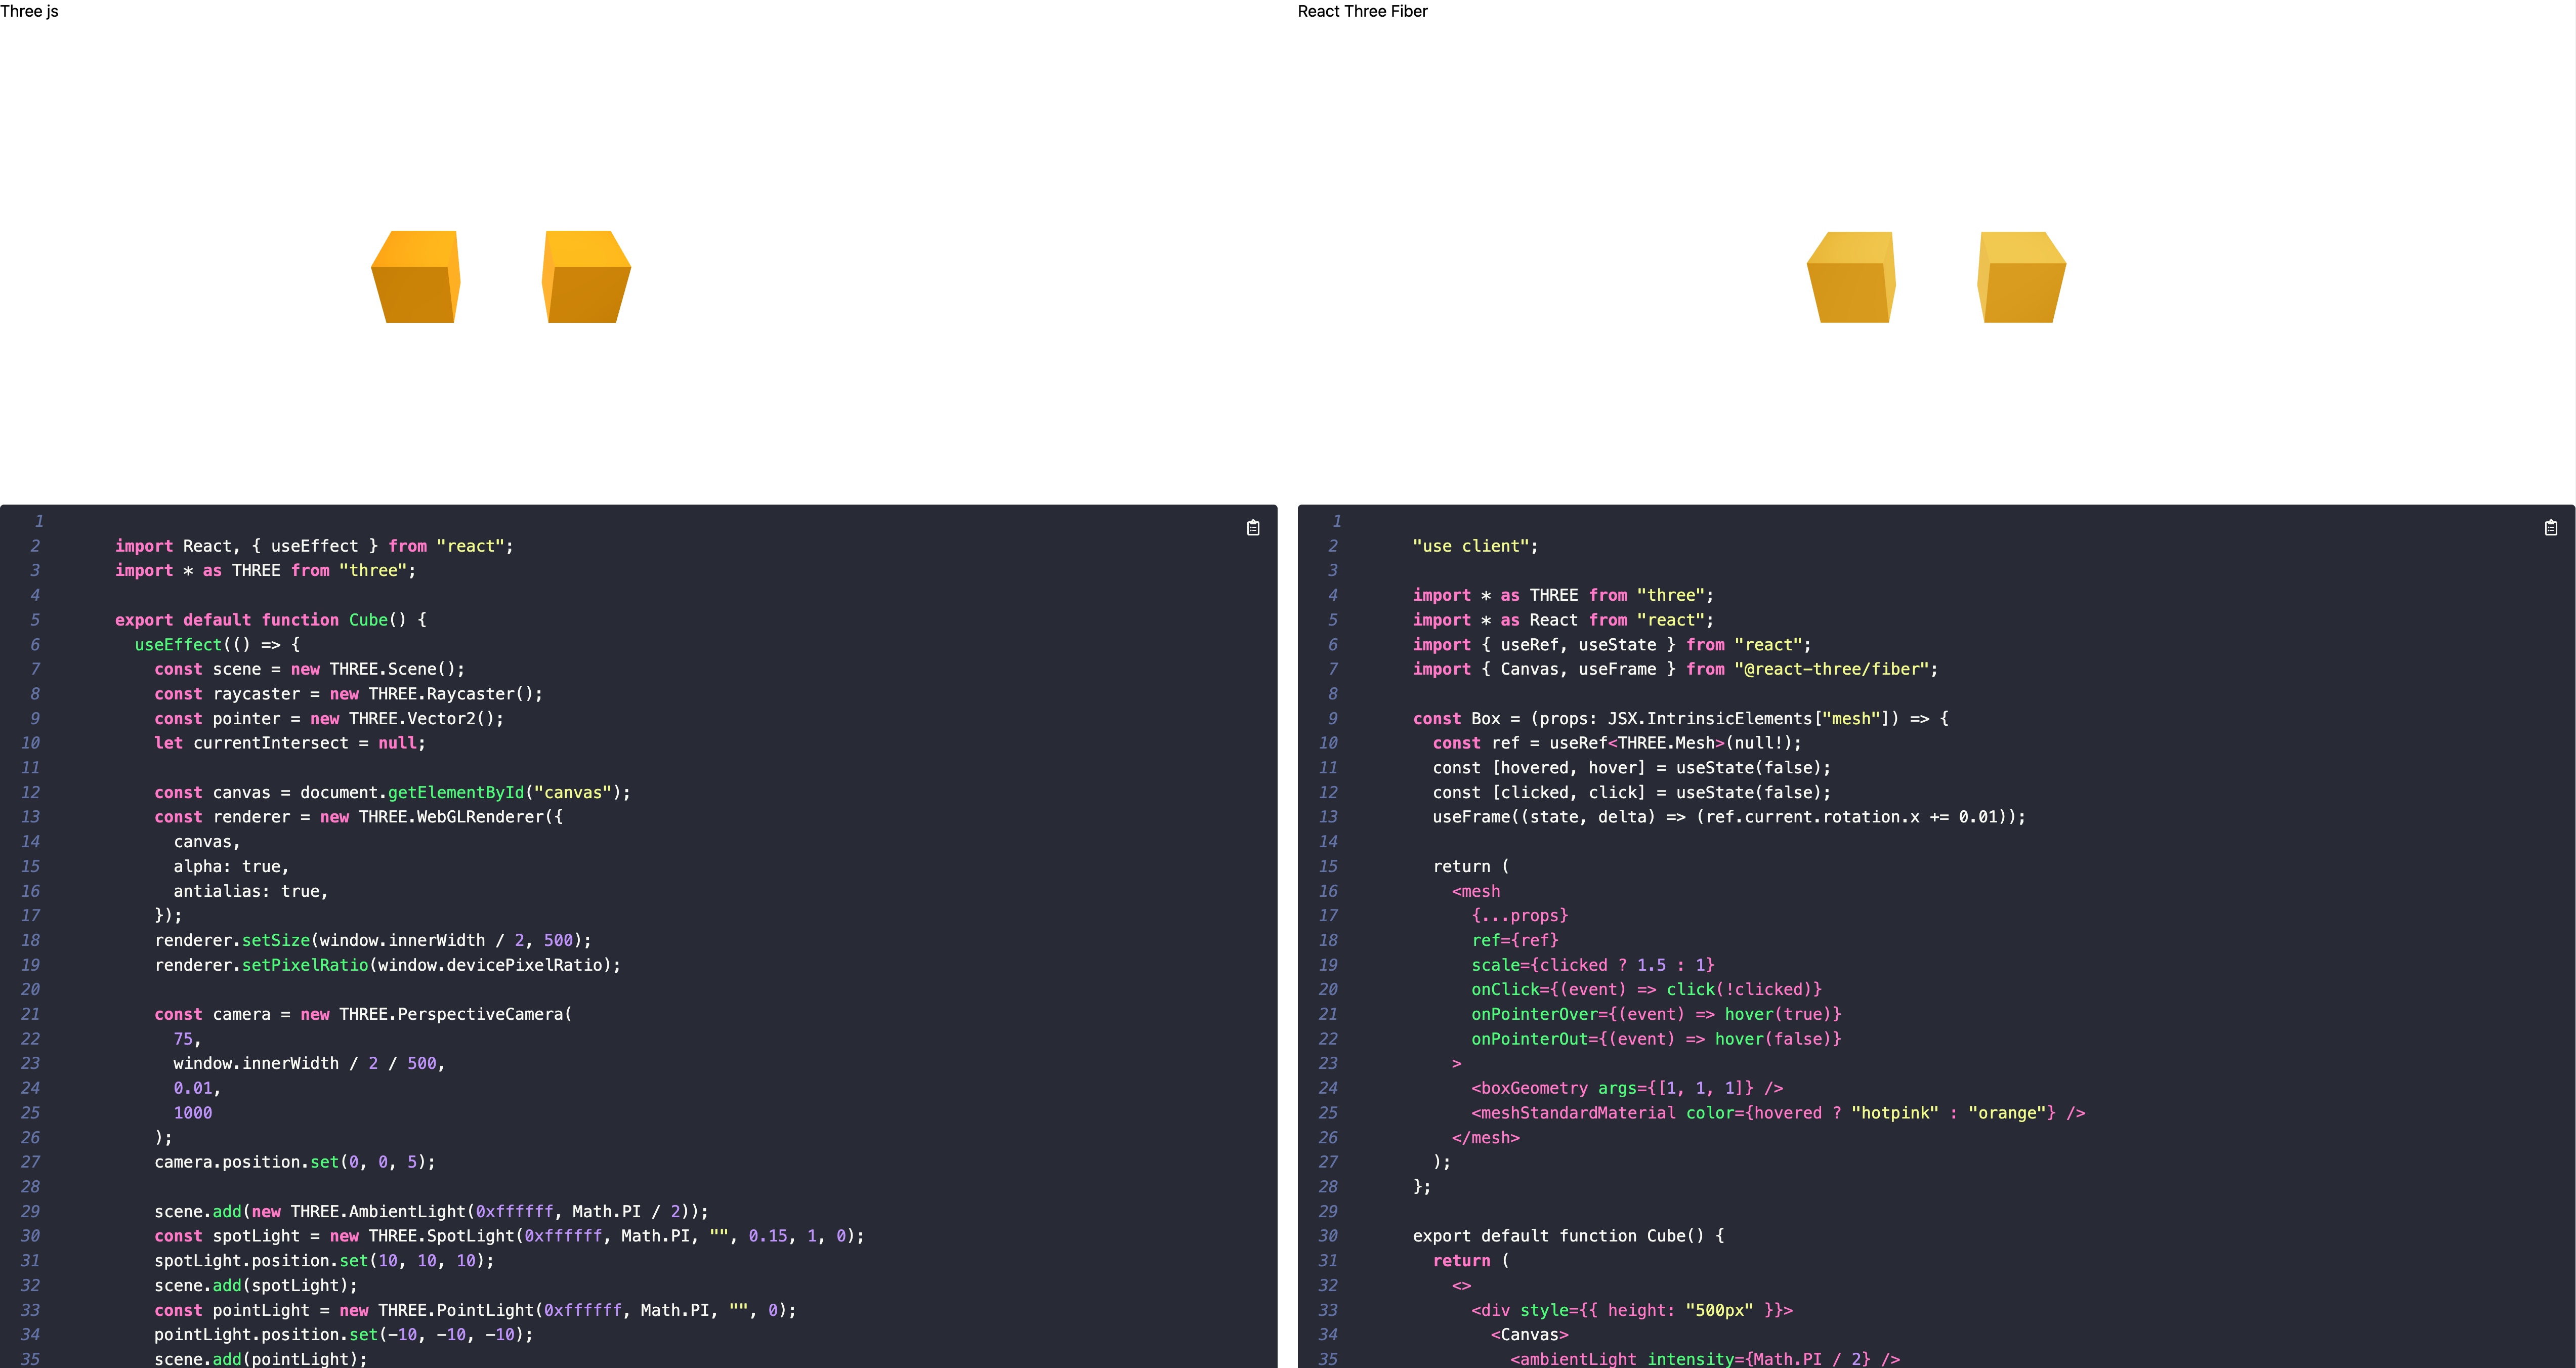 Three js
1
2 import React, { useEffect } from "react";
3 import * as THREE from "three";
4
5 export default function Cube() {
6 useEffect(() => {
7 const scene = new THREE.Scene();
8 const raycaster = new THREE.Raycaster();
9 const pointer = new THREE.Vector2();
10 let currentIntersect = null;
11
12 const canvas = document.getElementById("canvas");
13 const renderer = new THREE.WebGLRenderer({
14 canvas,
15 alpha: true,
16 antialias: true,
17 });
18 renderer.setSize(window.innerWidth / 2, 500);
19 renderer.setPixelRatio(window.devicePixelRatio);
20
21 const camera = new THREE.PerspectiveCamera(
22 75,
23 window.innerWidth / 2 / 500,
24 0.01,
25 1000
26 );
27 camera.position.set(0, 0, 5);
28
29 scene.add(new THREE.AmbientLight(0xffffff, Math.PI / 2));
30 const spotLight = new THREE.SpotLight(0xffffff, Math.PI, "", 0.15, 1, 0);
31 spotLight.position.set(10, 10, 10);
32 scene.add(spotLight);
33 const pointLight = new THREE.PointLight(0xffffff, Math.PI, "", 0);
34 pointLight.position.set(-10, -10, -10);
35 scene.add(pointLight);
React Three Fiber
1
2 "use client";
3
4 import * as THREE from "three";
5 import * as React from "react";
6 import { useRef, useState } from "react";
7 import { Canvas, useFrame } from "@react-three/fiber";
8
9 const Box = (props: JSX.IntrinsicElements["mesh"]) => {
10 const ref = useRef<THREE.Mesh>(null!);
11 const [hovered, hover] = useState(false);
12 const [clicked, click] = useState(false);
13 useFrame((state, delta) => (ref.current.rotation.x += 0.01));
14
15 return (
16 <mesh
17 {...props}
18 ref={ref}
19 scale={clicked ? 1.5 : 1}
20 onClick={(event) => click(!clicked)}
21 onPointerOver={(event) => hover(true)}
22 onPointerOut={(event) => hover(false)}
23 >
24 <boxGeometry args={[1, 1, 1]} />
25 <meshStandardMaterial color={hovered ? "hotpink" : "orange"} />
26 </mesh>
27 );
28 };
29
30 export default function Cube() {
31 return (
32 <>
33 <div style={{ height: "500px" }}>
34 <Canvas>
35 <ambientLight intensity={Math.PI / 2} />